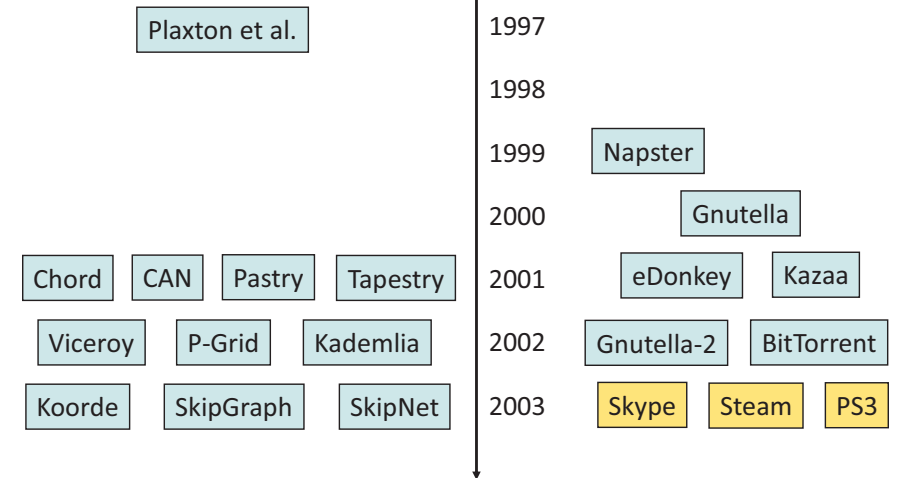 Plaxton et al. 1997
1998
1999 Napster
2000 Gnutella
Chord CAN Pastry Tapestry 2001 eDonkey Kazaa
Viceroy P-Grid Kademlia 2002 Gnutella-2 BitTorrent
Koorde SkipGraph SkipNet 2003 Skype Steam PS3